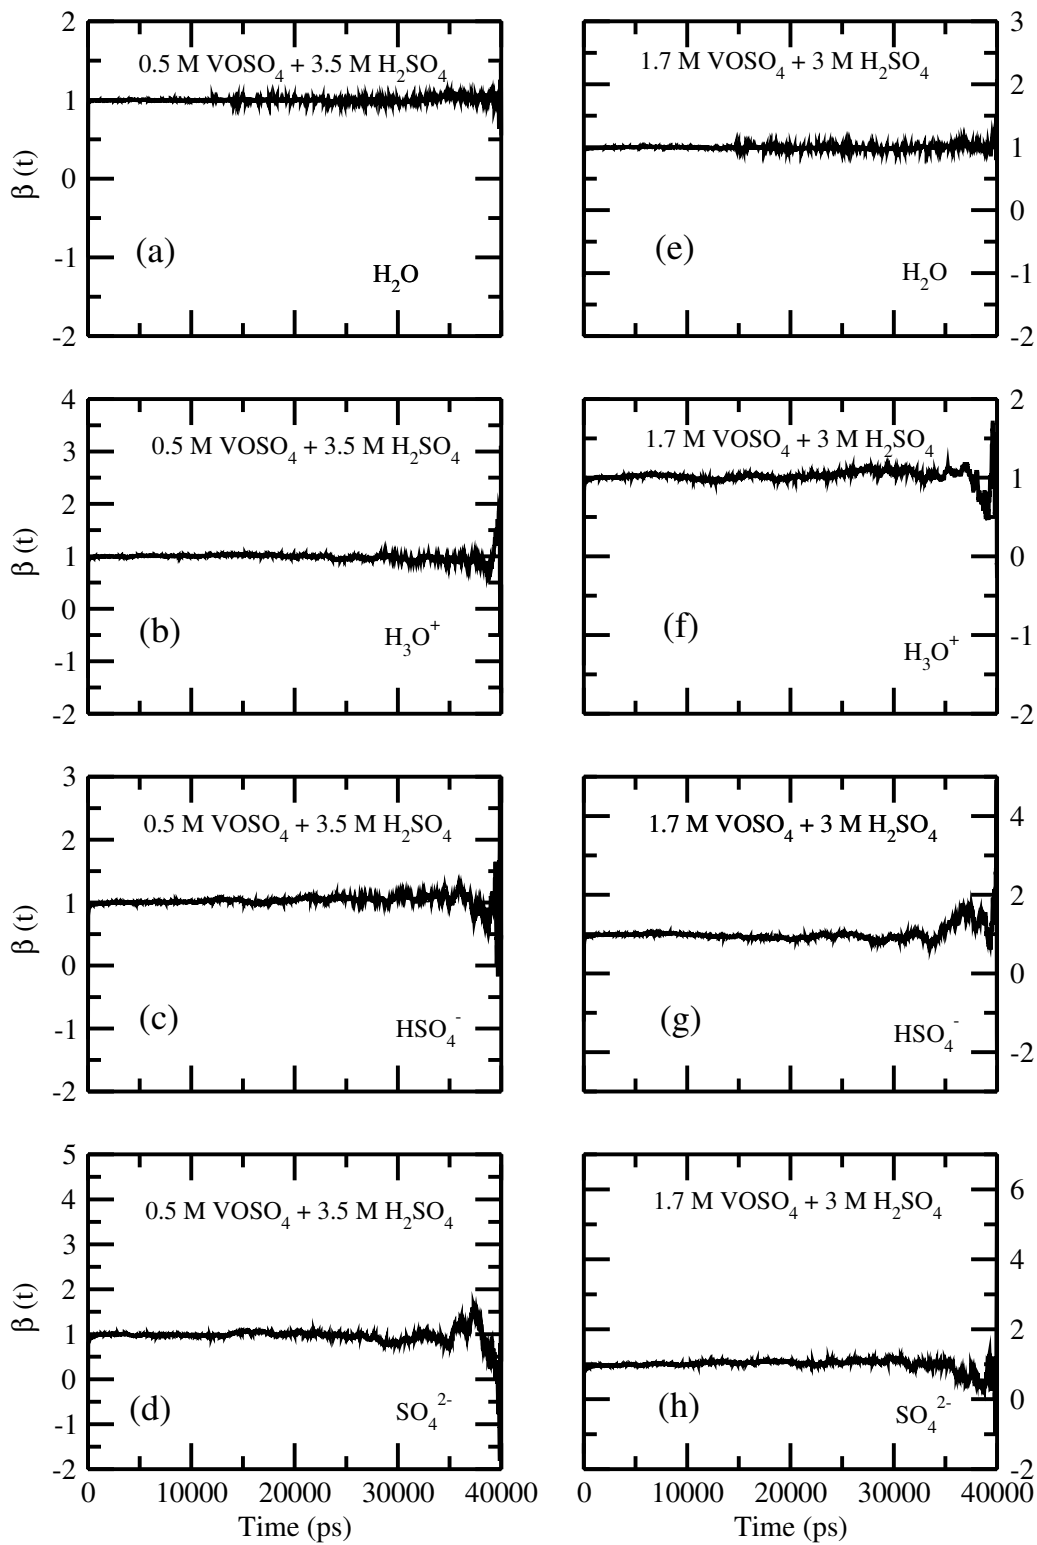 2
0.5 M VOSO4 + 3.5 M H2SO4
1
0
β (t)
(a)
-1
H2O
-2
3
1.7 M VOSO4 + 3 M H2SO4
2
1
0
(e)
-1
H2O
-2
4
0.5 M VOSO4 + 3.5 M H2SO4
3
2
1
β (t)
0
(b)
H3O+
-1
-2
2
1.7 M VOSO4 + 3 M H2SO4
1
0
(f)
-1
H3O+
-2
3
0.5 M VOSO4 + 3.5 M H2SO4
2
1
β (t)
0
(c)
-1
HSO4-
-2
4
1.7 M VOSO4 + 3 M H2SO4
2
0
(g)
HSO4-
-2
5
0.5 M VOSO4 + 3.5 M H2SO4
4
3
2
β (t)
1
0
(d)
SO4 2-
-1
-2
0 10000 20000 30000 40000
Time (ps)
6
1.7 M VOSO4 + 3 M H2SO4
4
2
0
(h)
SO4 2-
-2
0 10000 20000 30000 40000
Time (ps)